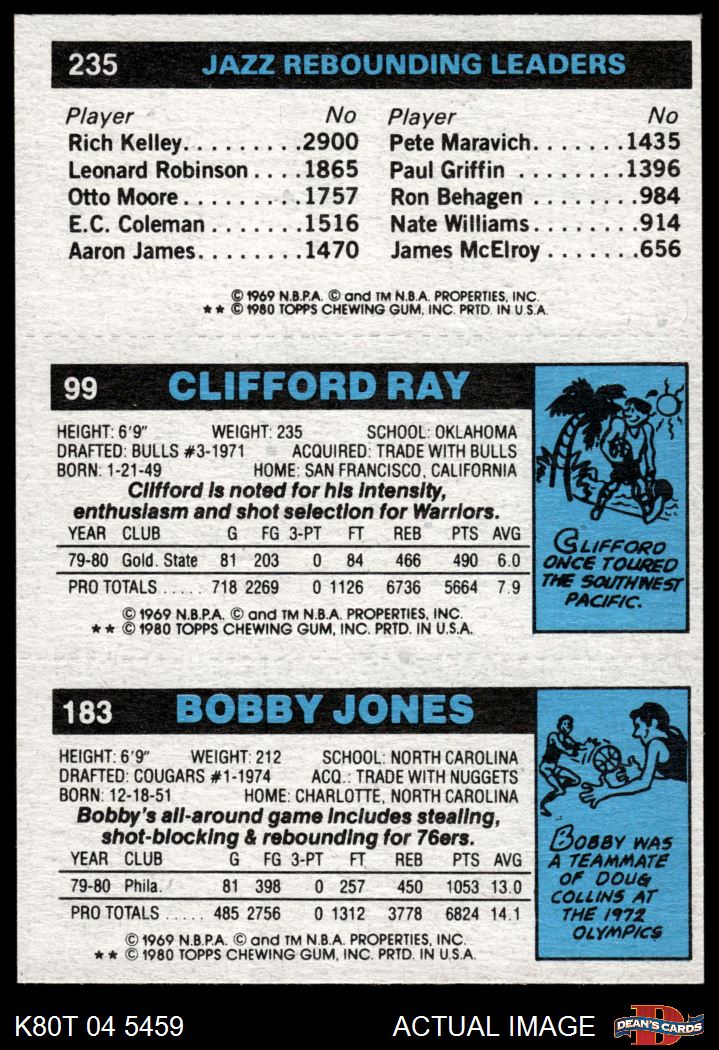 235 JAZZ REBOUNDING LEADERS
Player No Player No
Rich Kelley.........2900 Pete Maravich.......1435
Leonard Robinson....1865 Paul Griffin........1396
Otto Moore.........1757 Ron Behagen........984
E.C. Coleman.......1516 Nate Williams.......914
Aaron James.......1470 James McElroy.......656
© 1969 N.B.P.A. © and TM N.B.A. PROPERTIES, INC.
★★ © 1980 TOPPS CHEWING GUM, INC. PRTD. IN U.S.A.
99 CLIFFORD RAY
HEIGHT: 6'9" WEIGHT: 235 SCHOOL: OKLAHOMA
DRAFTED: BULLS #3-1971 ACQUIRED: TRADE WITH BULLS
BORN: 1-21-49 HOME: SAN FRANCISCO, CALIFORNIA
Clifford is noted for his intensity,
enthusiasm and shot selection for Warriors.
YEAR CLUB G FG 3-PT FT REB PTS AVG
79-80 Gold. State 81 203 0 84 466 490 6.0
PRO TOTALS ..... 718 2269 0 1126 6736 5664 7.9
© 1969 N.B.P.A. © and TM N.B.A. PROPERTIES, INC.
★★ © 1980 TOPPS CHEWING GUM, INC. PRTD. IN U.S.A.
CLIFFORD
ONCE TOURED
THE SOUTHWEST
PACIFIC.
183 BOBBY JONES
HEIGHT: 6'9" WEIGHT: 212 SCHOOL: NORTH CAROLINA
DRAFTED: COUGARS #1-1974 ACQ.: TRADE WITH NUGGETS
BORN: 12-18-51 HOME: CHARLOTTE, NORTH CAROLINA
Bobby's all-around game includes stealing,
shot-blocking & rebounding for 76ers.
YEAR CLUB G FG 3-PT FT REB PTS AVG
79-80 Phila. 81 398 0 257 450 1053 13.0
PRO TOTALS ..... 485 2756 0 1312 3778 6824 14.1
© 1969 N.B.P.A. © and TM N.B.A. PROPERTIES, INC.
★★ © 1980 TOPPS CHEWING GUM, INC. PRTD. IN U.S.A.
BOBBY WAS
A TEAMMATE
OF DOUG
COLLINS AT
THE 1972
OLYMPICS
K80T 04 5459 ACTUAL IMAGE DEAN'S CARDS